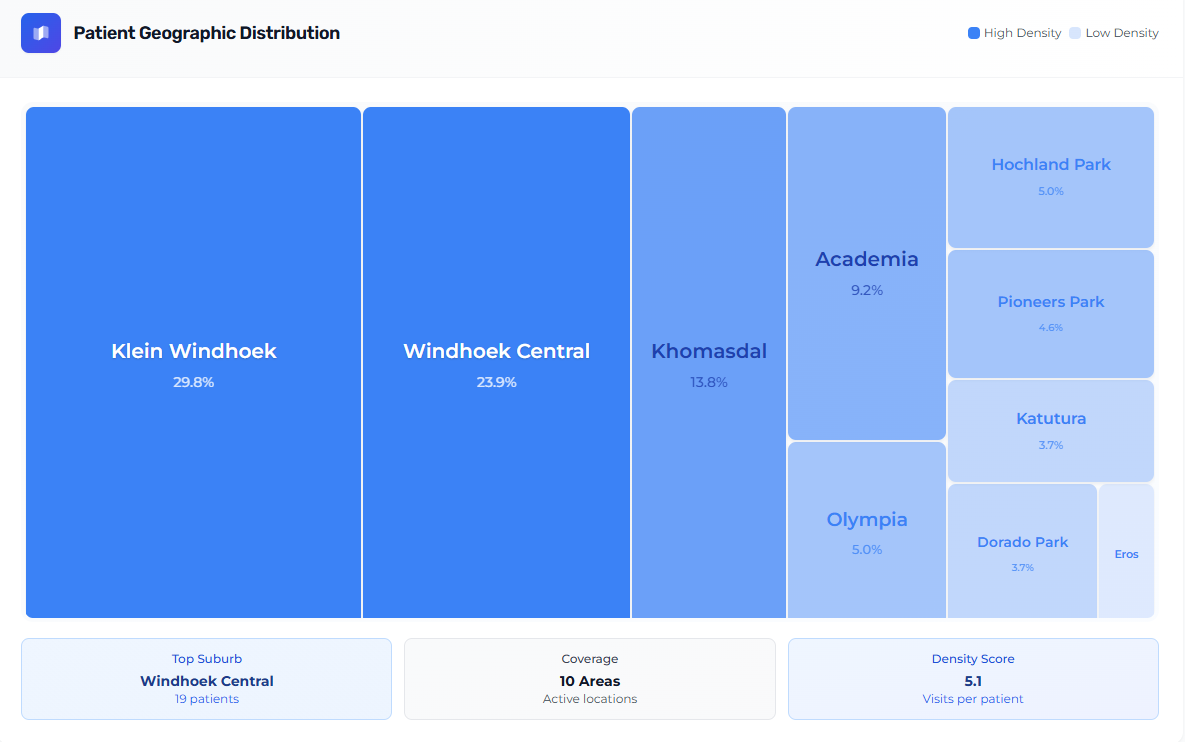 Patient Geographic Distribution
High Density
Low Density
Klein Windhoek
29.8%
Windhoek Central
23.9%
Khomasdal
13.8%
Academia
9.2%
Olympia
5.0%
Hochland Park
5.0%
Pioneers Park
4.6%
Katutura
3.7%
Dorado Park
3.7%
Eros
Top Suburb
Windhoek Central
19 patients
Coverage
10 Areas
Active locations
Density Score
5.1
Visits per patient